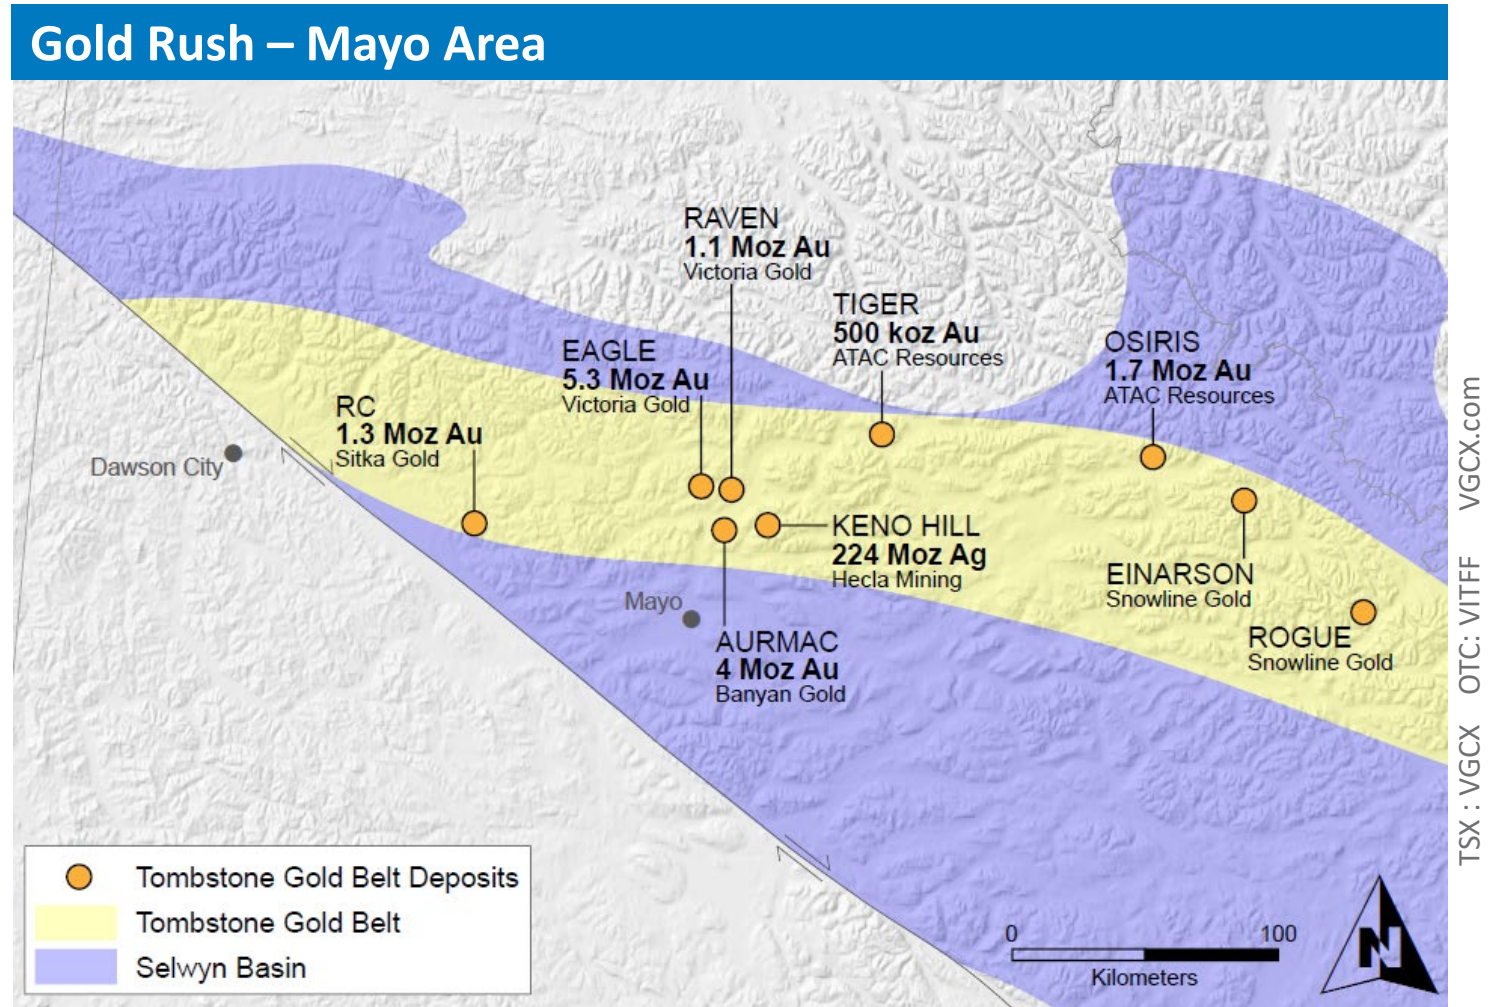 Gold Rush – Mayo Area
RAVEN
1.1 Moz Au
Victoria Gold
TIGER
500 koz Au
ATAC Resources
OSIRIS
1.7 Moz Au
ATAC Resources
EAGLE
5.3 Moz Au
Victoria Gold
RC
1.3 Moz Au
Sitka Gold
Dawson City
KENO HILL
224 Moz Ag
Hecla Mining
EINARSON
Snowline Gold
Mayo
ROGUE
Snowline Gold
AURMAC
4 Moz Au
Banyan Gold
Tombstone Gold Belt Deposits
Tombstone Gold Belt
Selwyn Basin
0 100
Kilometers
N
TSX : VGCX OTC: VITFF VGCX.com